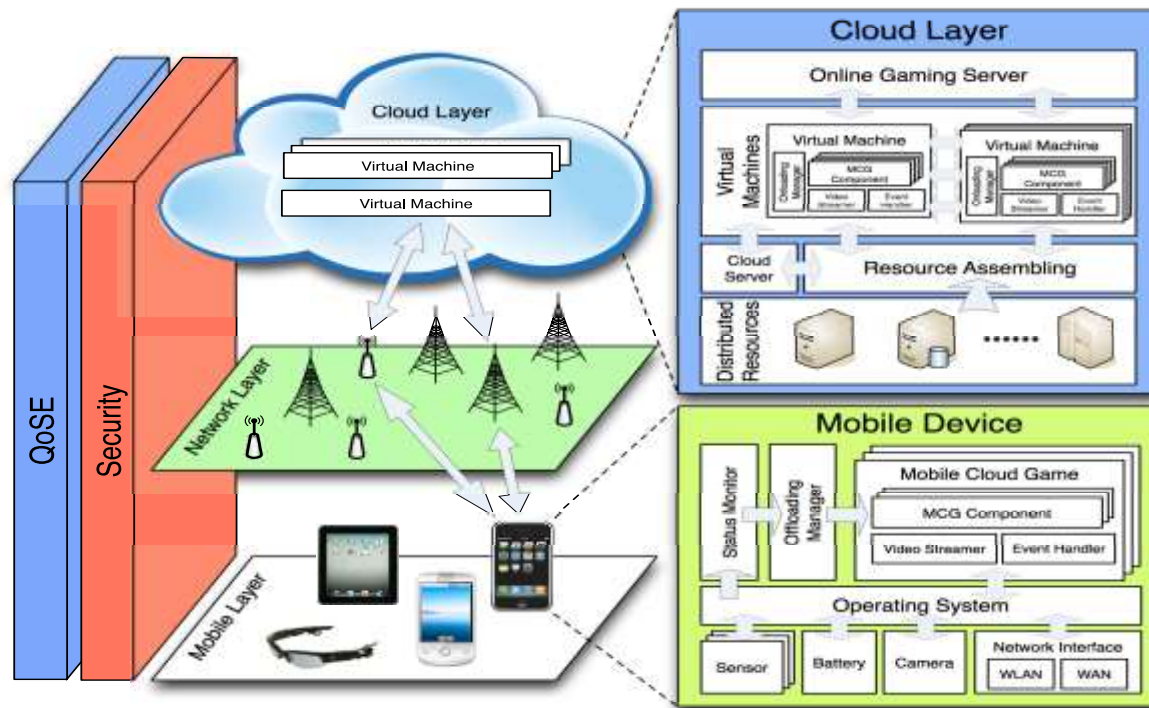 QoSE
Security
Cloud Layer
Virtual Machine
Virtual Machine
Network Layer
Mobile Layer
Cloud Layer
Online Gaming Server
Virtual
Machines
Virtual Machine
Onloading
Manager
MCG
Component
Video
Streamer
Event
Handler
Virtual Machine
Onloading
Manager
MCG
Component
Video
Streamer
Event
Handler
Cloud
Server
Resource Assembling
Distributed
Resources
Mobile Device
Status Monitor
Offloading
Manager
Mobile Cloud Game
MCG Component
Video Streamer
Event Handler
Operating System
Sensor
Battery
Camera
Network Interface
WLAN
WAN